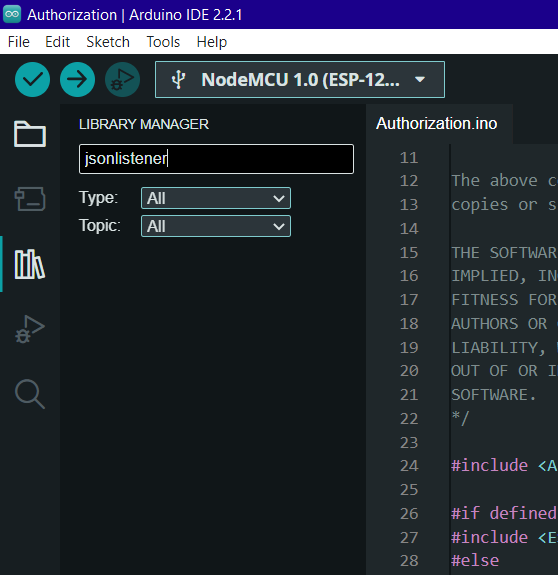 Authorization | Arduino IDE 2.2.1
File Edit Sketch Tools Help
NodeMCU 1.0 (ESP-12...
LIBRARY MANAGER
jsonlistener
Type: All
Topic: All
Authorization.ino
11
12 The above c
13 copies or s
14
15 THE SOFTWAR
16 IMPLIED, IN
17 FITNESS FOR
18 AUTHORS OR
19 LIABILITY,
20 OUT OF OR I
21 SOFTWARE.
22 */
23
24 #include <A
25
26 #if defined
27 #include <E
28 #else